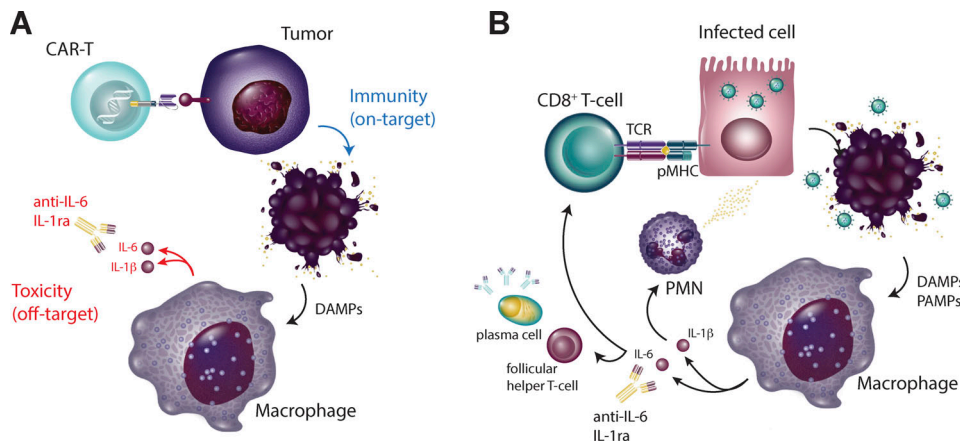 A
CAR-T
Tumor
Immunity
(on-target)
anti-IL-6
IL-1ra
IL-6
IL-1β
Toxicity
(off-target)
DAMPs
Macrophage
B
Infected cell
CD8⁺ T-cell
TCR
pMHC
PMN
DAMPs
PAMPs
plasma cell
IL-1β
IL-6
follicular
helper T-cell
anti-IL-6
IL-1ra
Macrophage